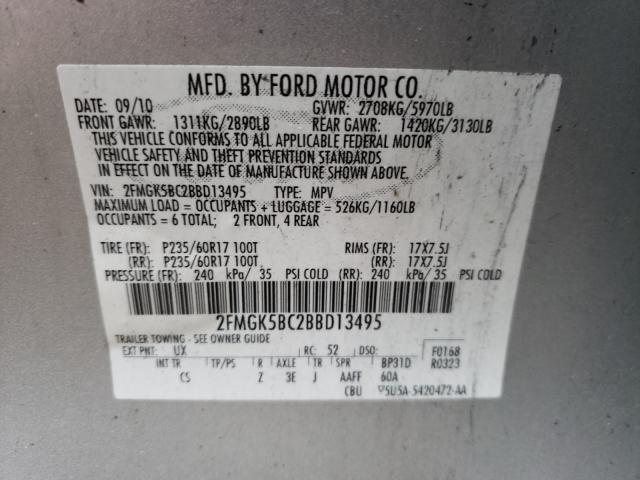 MFD. BY FORD MOTOR CO.
DATE: 09/10 GVWR: 2708KG/5970LB
FRONT GAWR: 1311KG/2890LB REAR GAWR: 1420KG/3130LB
THIS VEHICLE CONFORMS TO ALL APPLICABLE FEDERAL MOTOR
VEHICLE SAFETY AND THEFT PREVENTION STANDARDS
IN EFFECT ON THE DATE OF MANUFACTURE SHOWN ABOVE.
VIN: 2FMGK5BC2BBD13495 TYPE: MPV
MAXIMUM LOAD = OCCUPANTS + LUGGAGE = 526KG/1160LB
OCCUPANTS = 6 TOTAL; 2 FRONT, 4 REAR
TIRE (FR): P235/60R17 100T RIMS (FR): 17X7.5J
(RR): P235/60R17 100T (RR): 17X7.5J
PRESSURE (FR): 240 kPa/ 35 PSI COLD (RR): 240 kPa/ 35 PSI COLD
2FMGK5BC2BBD13495
TRAILER TOWING - SEE OWNER GUIDE
EXT PNT: UX RC: 52 DSO: F0168
INT TR TP/PS R AXLE TR SPR BP31D R0323
CS Z 3E J AAFF 60A
CBU 5U5A-5420472-AA